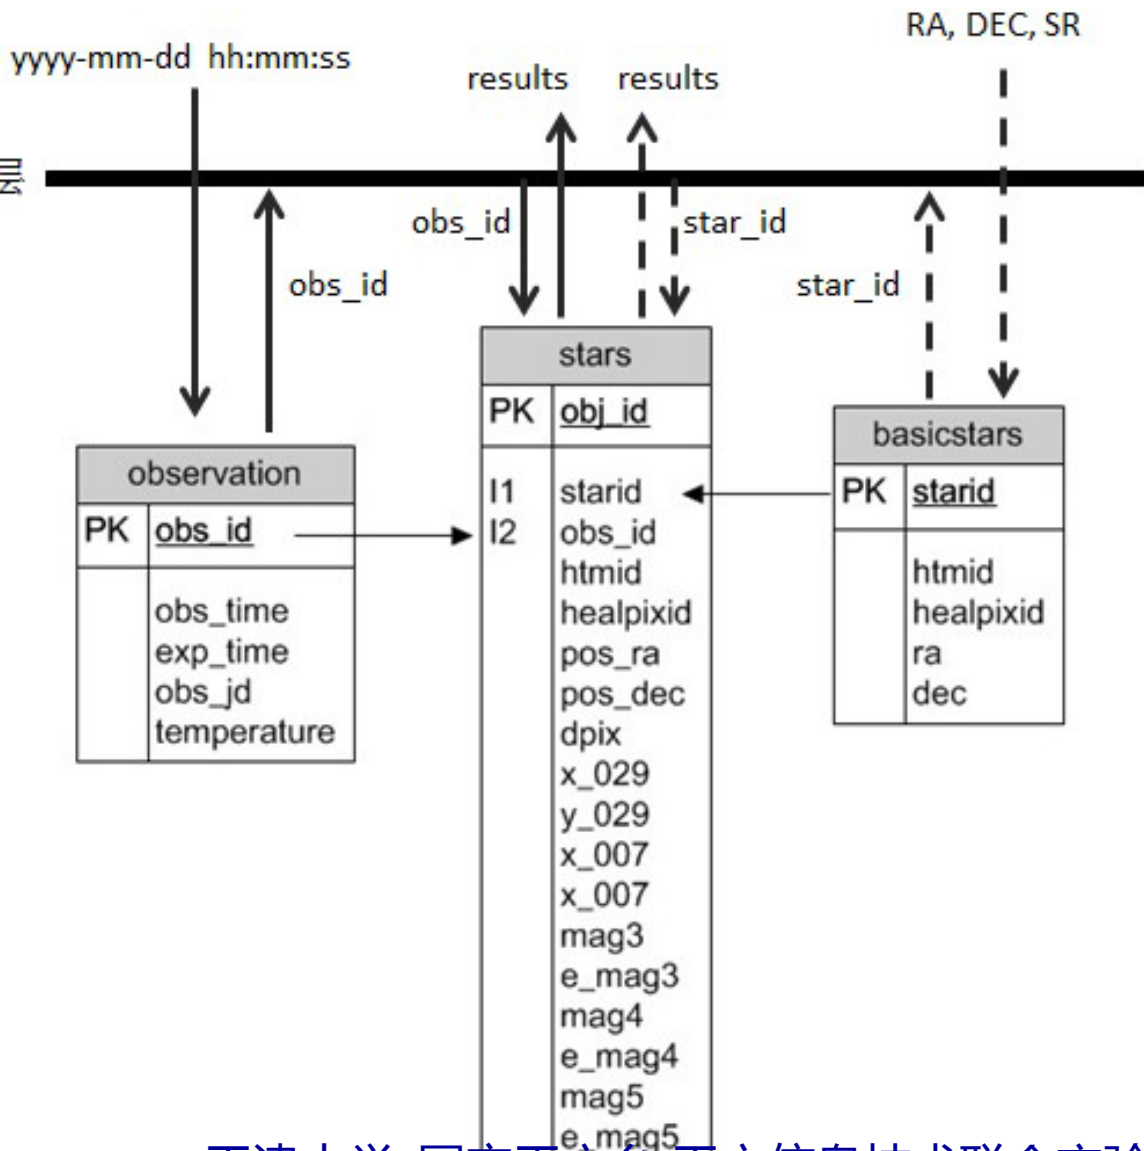 RA, DEC, SR
yyyy-mm-dd hh:mm:ss
results
results
obs_id
star_id
obs_id
star_id
stars
PK obj_id
I1 starid
I2 obs_id
htmid
healpixid
pos_ra
pos_dec
dpix
x_029
y_029
x_007
x_007
mag3
e_mag3
mag4
e_mag4
mag5
e_mag5
basicstars
PK starid
htmid
healpixid
ra
dec
observation
PK obs_id
obs_time
exp_time
obs_jd
temperature